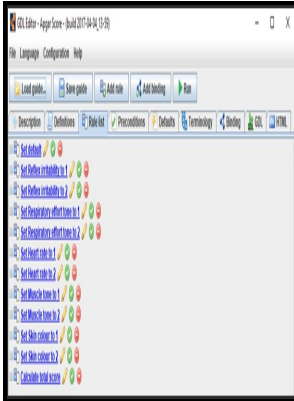 GDL Editor - Apgar Score - (build 2017-04-04_13-59)
File Language Configuration Help
Load guide... Save guide Add rule Add binding Run
Description Definitions Rule list Preconditions Defaults Terminology Binding GDL HTML
Set default
Set Reflex irritability to 1
Set Reflex irritability to 2
Set Respiratory effort tone to 1
Set Respiratory effort tone to 2
Set Heart rate to 1
Set Heart rate to 2
Set Muscle tone to 1
Set Muscle tone to 2
Set Skin colour to 1
Set Skin colour to 2
Calculate total score